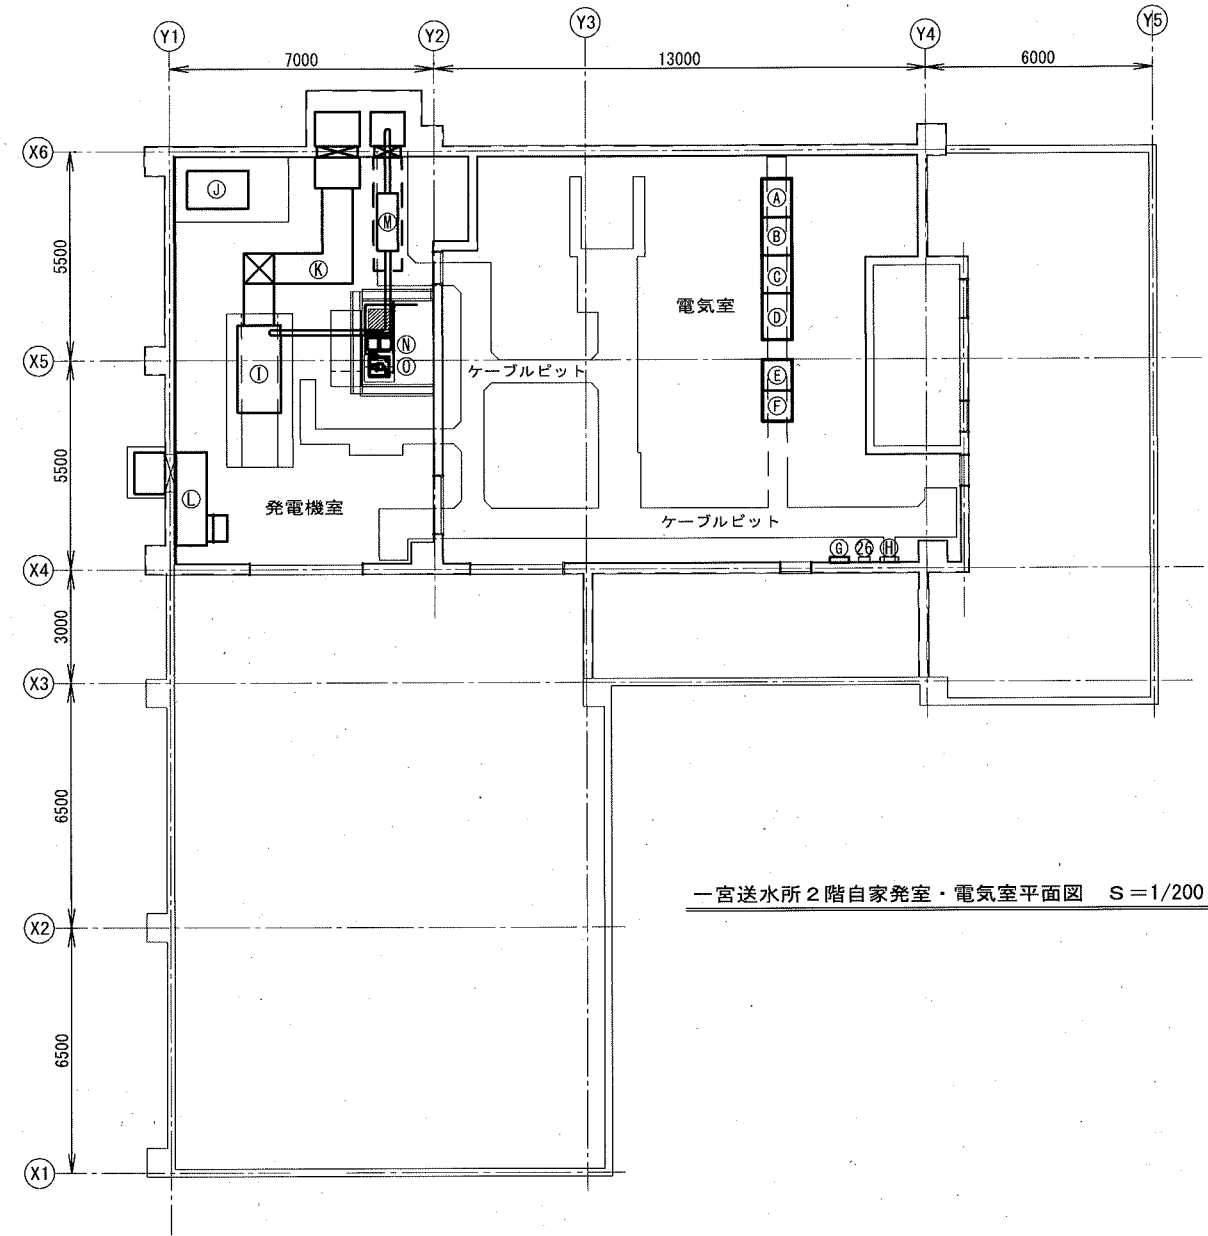 Y1
Y2
Y3
Y4
Y5
7000
13000
6000
X6
X5
X4
X3
X2
X1
5500
5500
3000
6500
6500
J
M
K
I
N
O
L
発電機室
A
B
C
D
E
F
電気室
ケーブルピット
ケーブルピット
G
26
H
一宮送水所2階自家発室・電気室平面図 S=1/200